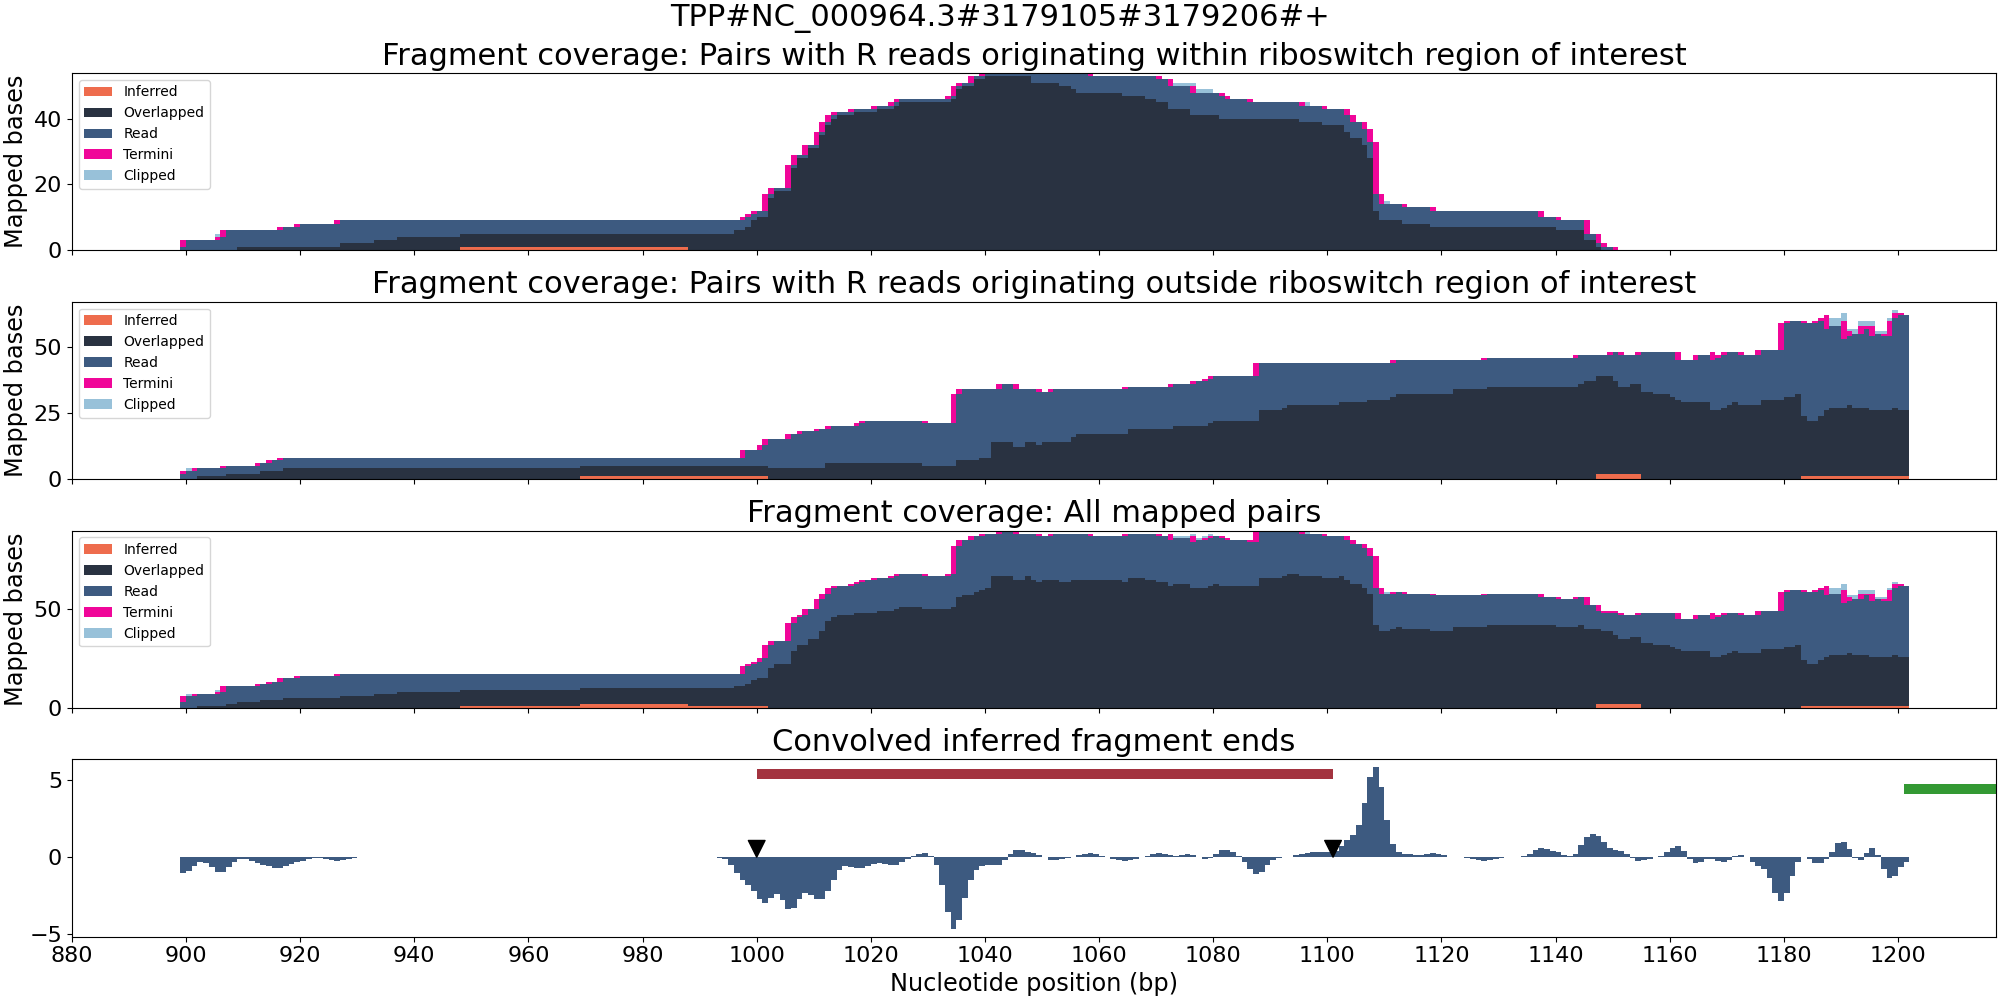 TPP#NC_000964.3#3179105#3179206#+
Fragment coverage: Pairs with R reads originating within riboswitch region of interest
Mapped bases
40
20
0
Inferred
Overlapped
Read
Termini
Clipped
Fragment coverage: Pairs with R reads originating outside riboswitch region of interest
Mapped bases
50
25
0
Inferred
Overlapped
Read
Termini
Clipped
Fragment coverage: All mapped pairs
Mapped bases
50
0
Inferred
Overlapped
Read
Termini
Clipped
Convolved inferred fragment ends
5
0
−5
880 900 920 940 960 980 1000 1020 1040 1060 1080 1100 1120 1140 1160 1180 1200
Nucleotide position (bp)